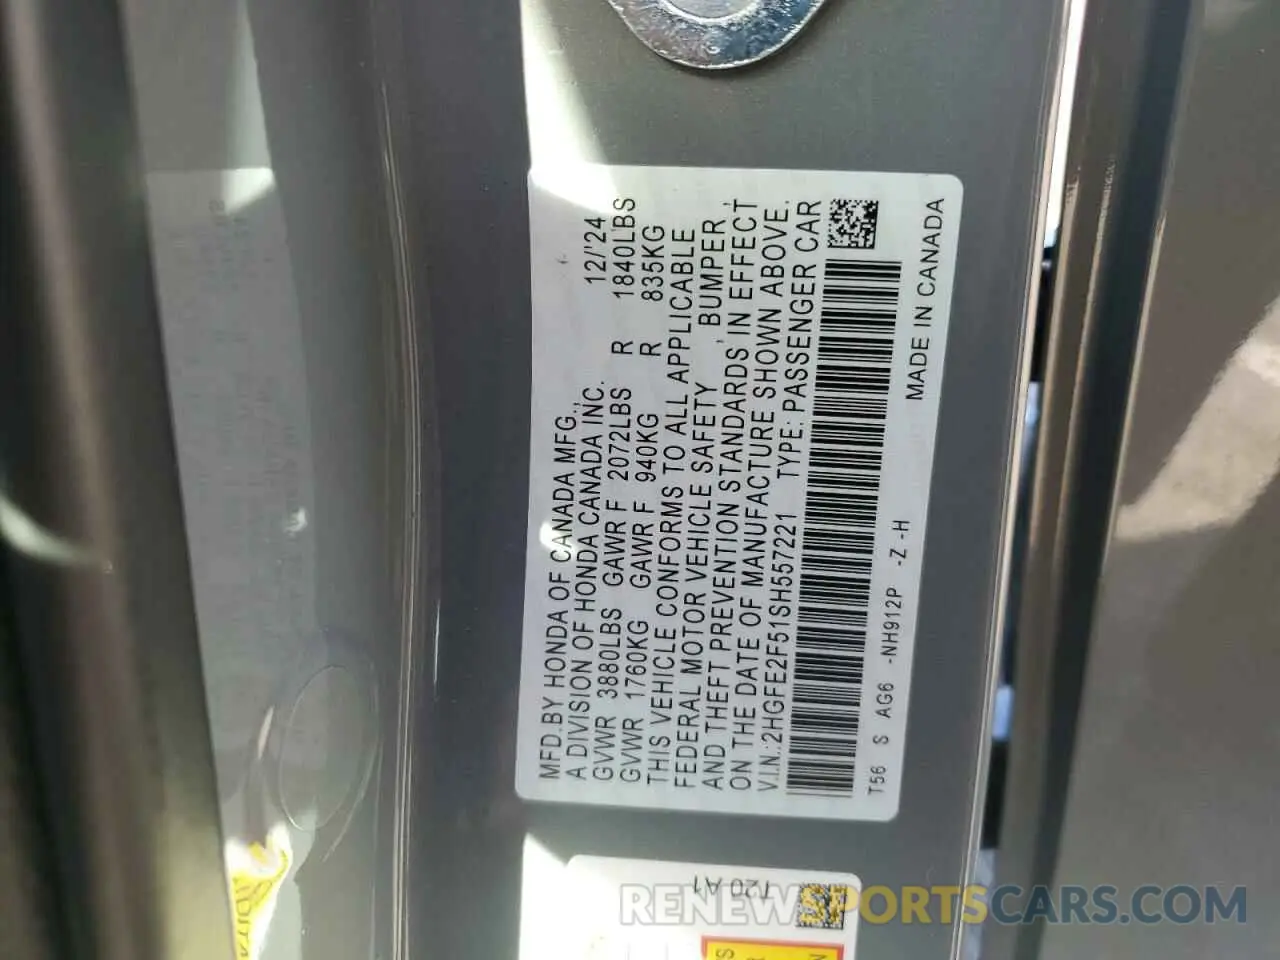 MFD.BY HONDA OF CANADA MFG.,
A DIVISION OF HONDA CANADA INC. 12/'24
GVWR 3880LBS GAWR F 2072LBS R 1840LBS
GVWR 1760KG GAWR F 940KG R 835KG
THIS VEHICLE CONFORMS TO ALL APPLICABLE
FEDERAL MOTOR VEHICLE SAFETY , BUMPER ,
AND THEFT PREVENTION STANDARDS IN EFFECT
ON THE DATE OF MANUFACTURE SHOWN ABOVE.
V.I.N.:2HGFE2F51SH557221 TYPE:PASSENGER CAR
T56 S AG6 -NH912P -Z -H
MADE IN CANADA
T20 A1
RENEWSPORTSCARS.COM